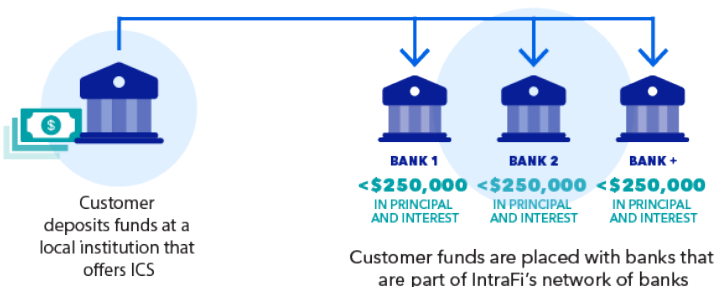 $
Customer
deposits funds at a
local institution that
offers ICS
BANK 1
<$250,000
IN PRINCIPAL
AND INTEREST
BANK 2
<$250,000
IN PRINCIPAL
AND INTEREST
BANK +
<$250,000
IN PRINCIPAL
AND INTEREST
Customer funds are placed with banks that
are part of IntraFi's network of banks